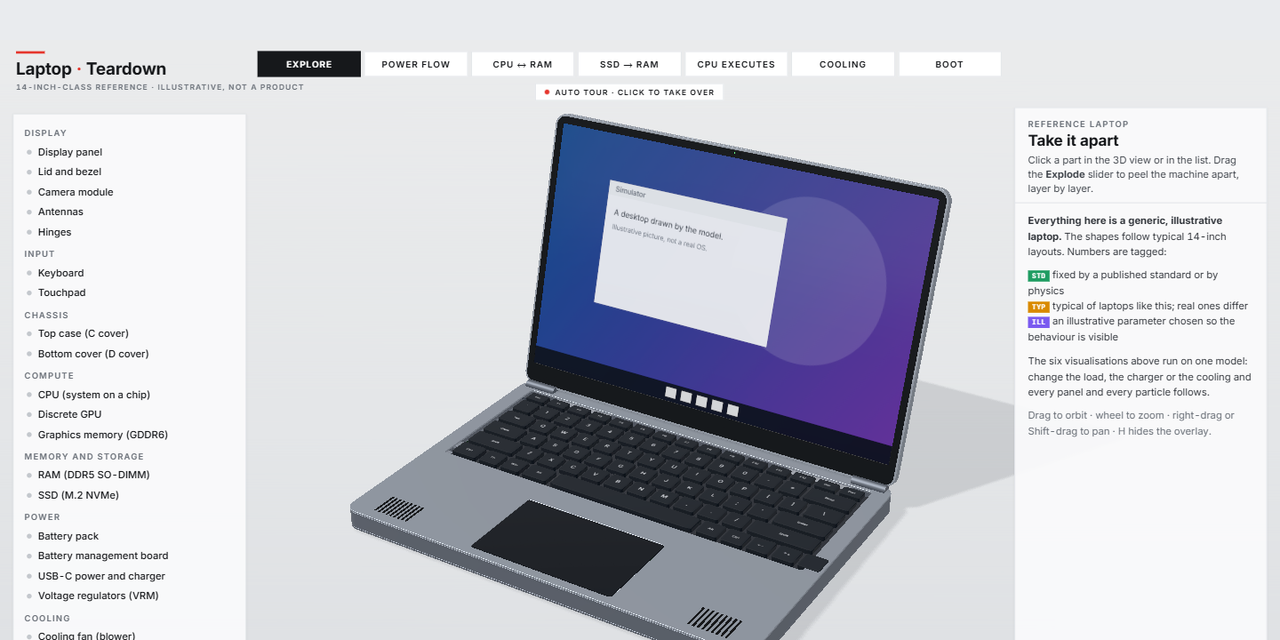 Laptop · Teardown
14-INCH-CLASS REFERENCE · ILLUSTRATIVE, NOT A PRODUCT
EXPLORE
POWER FLOW
CPU ↔ RAM
SSD → RAM
CPU EXECUTES
COOLING
BOOT
AUTO TOUR · CLICK TO TAKE OVER
DISPLAY
Display panel
Lid and bezel
Camera module
Antennas
Hinges
INPUT
Keyboard
Touchpad
CHASSIS
Top case (C cover)
Bottom cover (D cover)
COMPUTE
CPU (system on a chip)
Discrete GPU
Graphics memory (GDDR6)
MEMORY AND STORAGE
RAM (DDR5 SO-DIMM)
SSD (M.2 NVMe)
POWER
Battery pack
Battery management board
USB-C power and charger
Voltage regulators (VRM)
COOLING
Cooling fan (blower)
Simulator
A desktop drawn by the model.
Illustrative picture, not a real OS.
REFERENCE LAPTOP
Take it apart
Click a part in the 3D view or in the list. Drag
the Explode slider to peel the machine apart,
layer by layer.
Everything here is a generic, illustrative
laptop. The shapes follow typical 14-inch
layouts. Numbers are tagged:
STD fixed by a published standard or by
physics
TYP typical of laptops like this; real ones differ
ILL an illustrative parameter chosen so the
behaviour is visible
The six visualisations above run on one model:
change the load, the charger or the cooling and
every panel and every particle follows.
Drag to orbit · wheel to zoom · right-drag or
Shift-drag to pan · H hides the overlay.